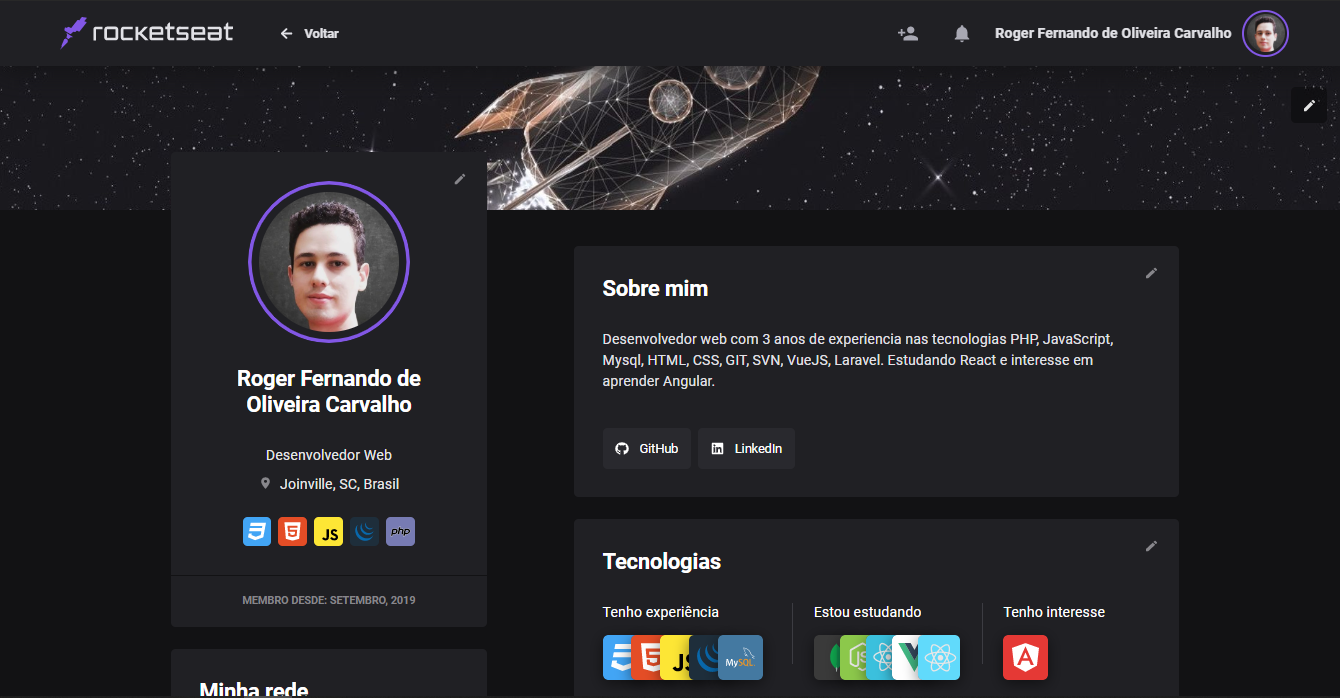 rocketseat
Voltar
Roger Fernando de Oliveira Carvalho
Roger Fernando de
Oliveira Carvalho
Desenvolvedor Web
Joinville, SC, Brasil
JS
php
MEMBRO DESDE: SETEMBRO, 2019
Minha rede
Sobre mim
Desenvolvedor web com 3 anos de experiencia nas tecnologias PHP, JavaScript,
Mysql, HTML, CSS, GIT, SVN, VueJS, Laravel. Estudando React e interesse em
aprender Angular.
GitHub
LinkedIn
Tecnologias
Tenho experiência
JS
MySQL
Estou estudando
Tenho interesse